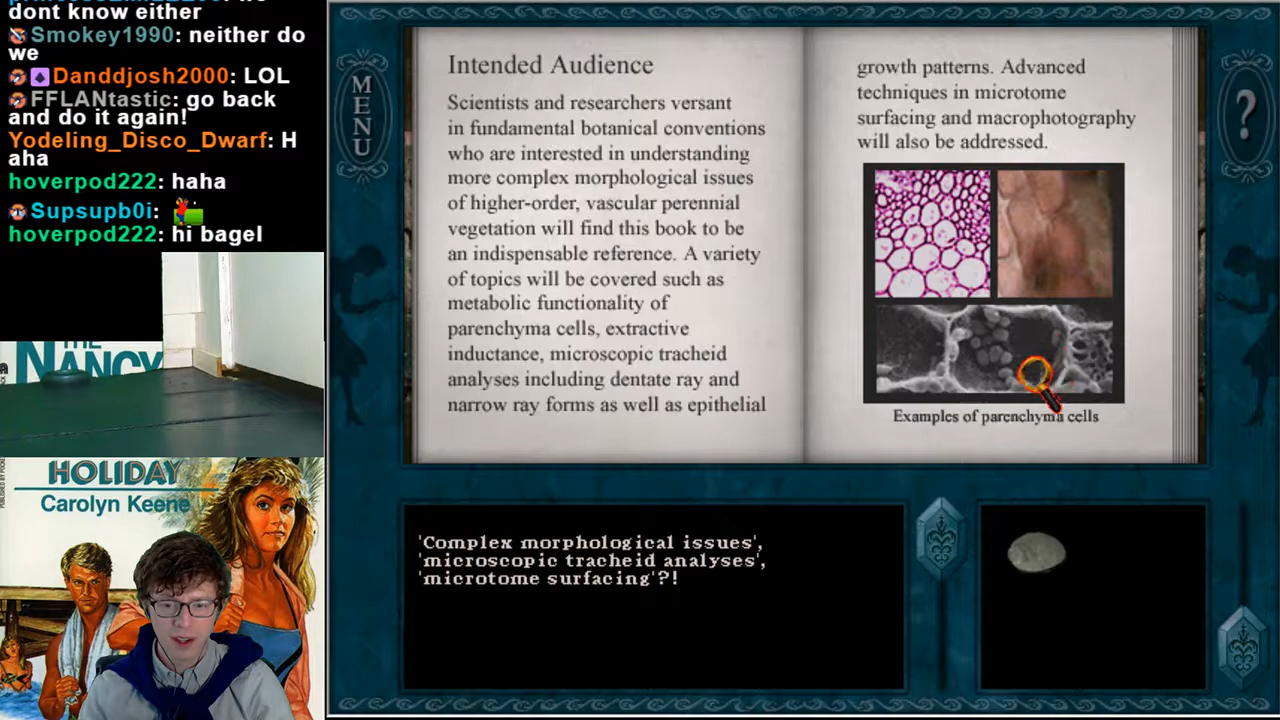 dont know either
Smokey1990: neither do
we
Danddjosh2000: LOL
FFLANtastic: go back
and do it again!
Yodeling_Disco_Dwarf: H
aha
hoverpod222: haha
Supsupb0i:
hoverpod222: hi bagel
THE
NANCY
HOLIDAY
Carolyn Keene
MENU
Intended Audience
Scientists and researchers versant
in fundamental botanical conventions
who are interested in understanding
more complex morphological issues
of higher-order, vascular perennial
vegetation will find this book to be
an indispensable reference. A variety
of topics will be covered such as
metabolic functionality of
parenchyma cells, extractive
inductance, microscopic tracheid
analyses including dentate ray and
narrow ray forms as well as epithelial
growth patterns. Advanced
techniques in microtome
surfacing and macrophotography
will also be addressed.
Examples of parenchyma cells
?
'Complex morphological issues',
'microscopic tracheid analyses',
'microtome surfacing'?!